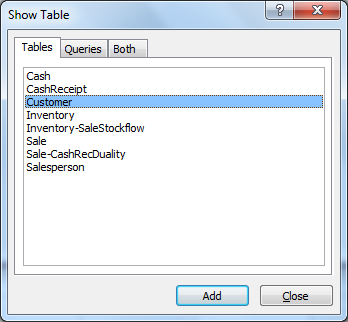 Show Table
Tables Queries Both
Cash
CashReceipt
Customer
Inventory
Inventory-SaleStockflow
Sale
Sale-CashRecDuality
Salesperson
Add Close